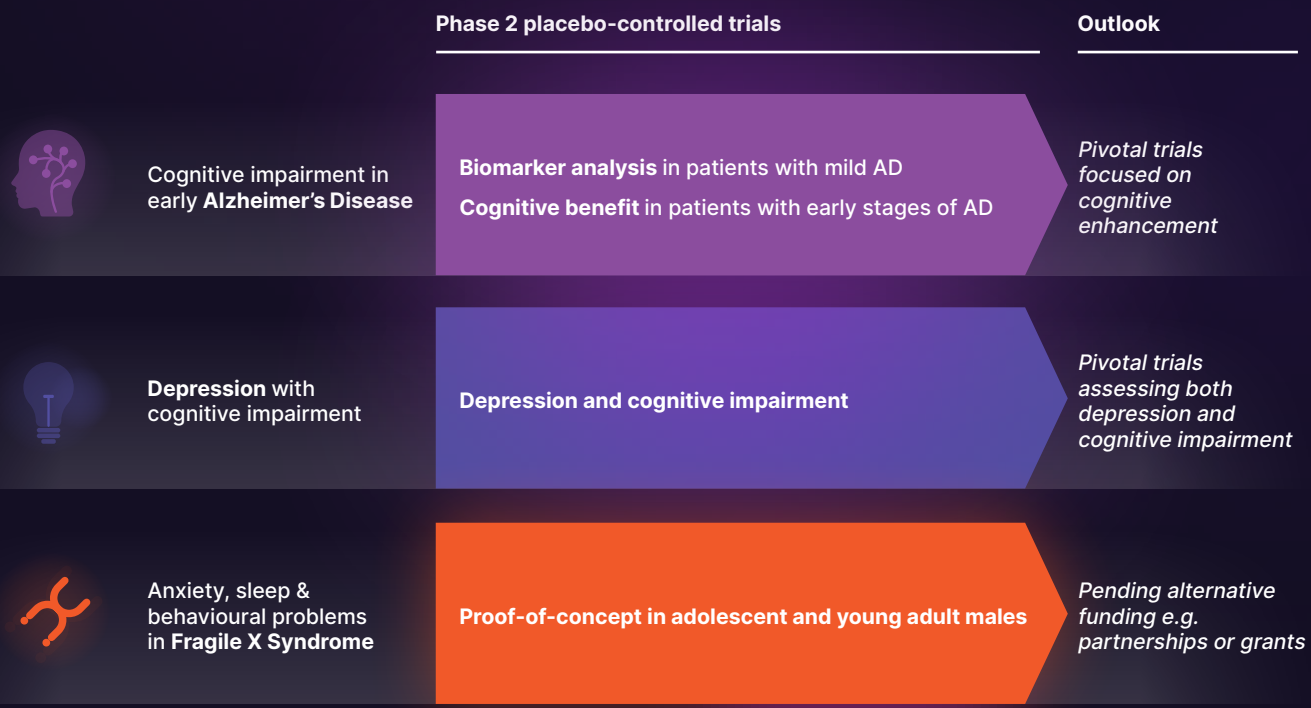 Phase 2 placebo-controlled trials
Outlook
Cognitive impairment in
early Alzheimer’s Disease
Biomarker analysis in patients with mild AD
Cognitive benefit in patients with early stages of AD
Pivotal trials
focused on
cognitive
enhancement
Depression with
cognitive impairment
Depression and cognitive impairment
Pivotal trials
assessing both
depression and
cognitive impairment
Anxiety, sleep &
behavioural problems
in Fragile X Syndrome
Proof-of-concept in adolescent and young adult males
Pending alternative
funding e.g.
partnerships or grants